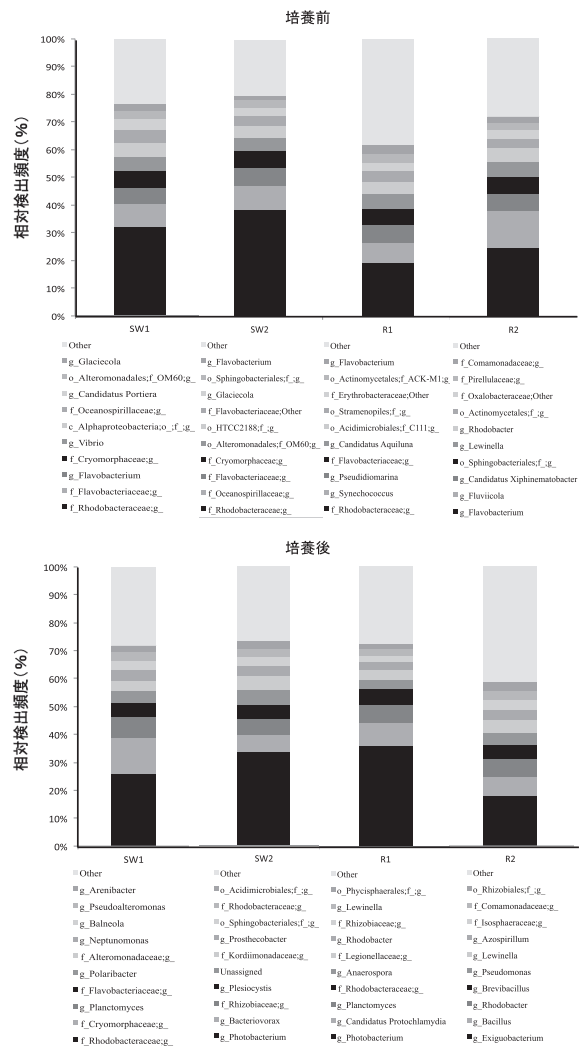 培養前
相対検出頻度(%)
100%
90%
80%
70%
60%
50%
40%
30%
20%
10%
0%
SW1 SW2 R1 R2
Other Other Other Other
g_Glaciecola g_Flavobacterium g_Flavobacterium f_Comamonadaceae;g_
o_Alteromonadales;f_OM60;g_ o_Sphingobacteriales;f_;g_ o_Actinomycetales;f_ACK-M1;g_ f_Pirellulaceae;g_
g_Candidatus Portiera g_Glaciecola f_Erythrobacteraceae;Other f_Oxalobacteraceae;Other
f_Oceanospirillaceae;g_ f_Flavobacteriaceae;Other o_Stramenopiles;f_;g_ o_Actinomycetales;f_;g_
c_Alphaproteobacteria;o_;f_;g_ o_HTCC2188;f_;g_ o_Acidimicrobiales;f_C111;g_ g_Rhodobacter
g_Vibrio o_Alteromonadales;f_OM60;g_ g_Candidatus Aquiluna g_Lewinella
f_Cryomorphaceae;g_ f_Cryomorphaceae;g_ f_Flavobacteriaceae;g_ o_Sphingobacteriales;f_;g_
g_Flavobacterium f_Flavobacteriaceae;g_ g_Pseudidiomarina g_Candidatus Xiphinematobacter
f_Flavobacteriaceae;g_ f_Oceanospirillaceae;g_ g_Synechococcus g_Fluviicola
f_Rhodobacteraceae;g_ f_Rhodobacteraceae;g_ f_Rhodobacteraceae;g_ g_Flavobacterium
培養後
相対検出頻度(%)
100%
90%
80%
70%
60%
50%
40%
30%
20%
10%
0%
SW1 SW2 R1 R2
Other Other Other Other
g_Arenibacter o_Acidimicrobiales;f_;g_ o_Phycisphaerales;f_;g_ o_Rhizobiales;f_;g_
g_Pseudoalteromonas f_Rhodobacteraceae;g_ g_Lewinella f_Comamonadaceae;g_
g_Balneola o_Sphingobacteriales;f_;g_ f_Rhizobiaceae;g_ f_Isosphaeraceae;g_
g_Neptunomonas g_Prosthecobacter g_Rhodobacter g_Azospirillum
f_Alteromonadaceae;g_ f_Kordiimonadaceae;g_ f_Legionellaceae;g_ g_Lewinella
g_Polaribacter Unassigned g_Anaerospora g_Pseudomonas
f_Flavobacteriaceae;g_ g_Plesiocystis f_Rhodobacteraceae;g_ g_Brevibacillus
g_Planctomyces f_Rhizobiaceae;g_ g_Planctomyces g_Rhodobacter
f_Cryomorphaceae;g_ g_Bacteriovorax g_Candidatus Protochlamydia g_Bacillus
f_Rhodobacteraceae;g_ g_Photobacterium g_Photobacterium g_Exiguobacterium